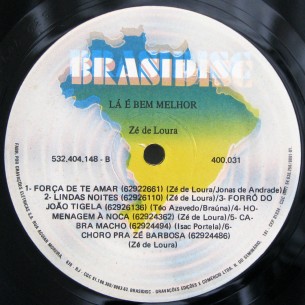 BRASIDISC
LÁ É BEM MELHOR
Zé de Loura
532.404,148 - B
400.031
1- FORÇA DE TE AMAR (62922661) (Zé de Loura/Jonas de Andrade)/
2- LINDAS NOITES (62926110) (Zé de Loura)/3- FORRÓ DO
JOÃO TIGELA (62926136) (Téo Azevedo/Braúna)/4- HO-
MENAGEM À NOCA (62924362) (Zé de Loura)/5- CA-
BRA MACHO (62924494) (Isac Portela)/6-
CHORO PRA ZÉ BARBOSA (62924486)
(Zé de Loura)